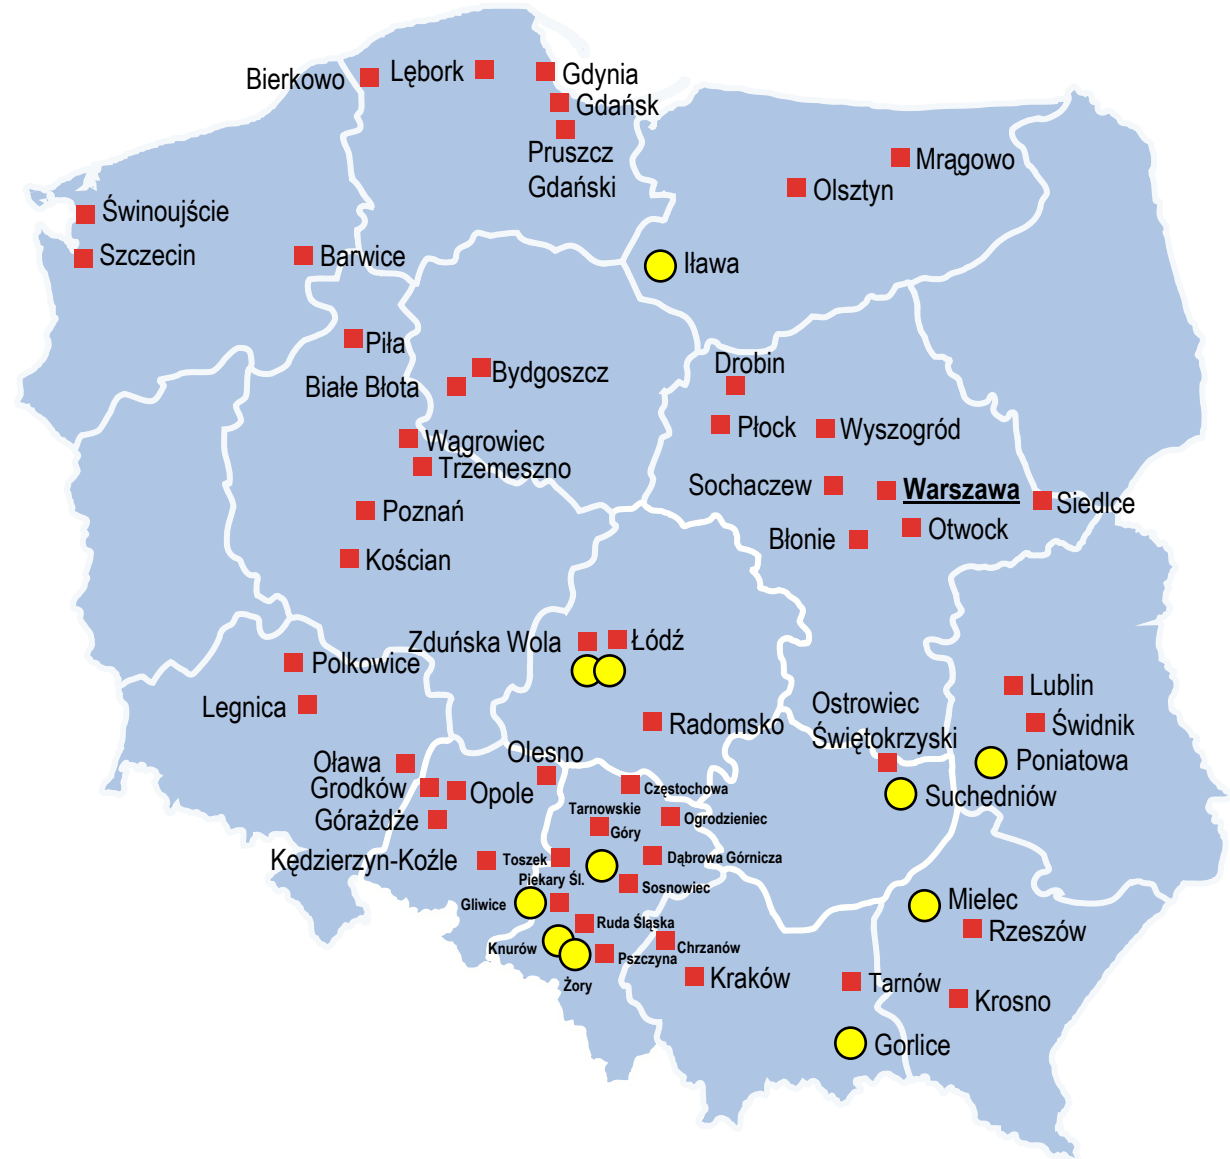 Bierkowo
Lębork
Gdynia
Gdańsk
Pruszcz
Gdański
Mrągowo
Olsztyn
Świnoujście
Szczecin
Barwice
Iława
Piła
Bydgoszcz
Białe Błota
Drobin
Płock
Wyszogród
Wągrowiec
Trzemeszno
Sochaczew
Warszawa
Siedlce
Poznań
Otwock
Błonie
Kościan
Zduńska Wola
Łódź
Polkowice
Legnica
Lublin
Ostrowiec
Świętokrzyski
Radomsko
Świdnik
Poniatowa
Suchedniów
Olesno
Oława
Grodków
Opole
Górażdże
Częstochowa
Tarnowskie
Góry
Ogrodzieniec
Kędzierzyn-Koźle
Toszek
Dąbrowa Górnicza
Piękary Śl.
Sosnowiec
Gliwice
Mielec
Ruda Śląska
Rzeszów
Knurów
Pszczyna
Chrzanów
Żory
Kraków
Tarnów
Krosno
Gorlice